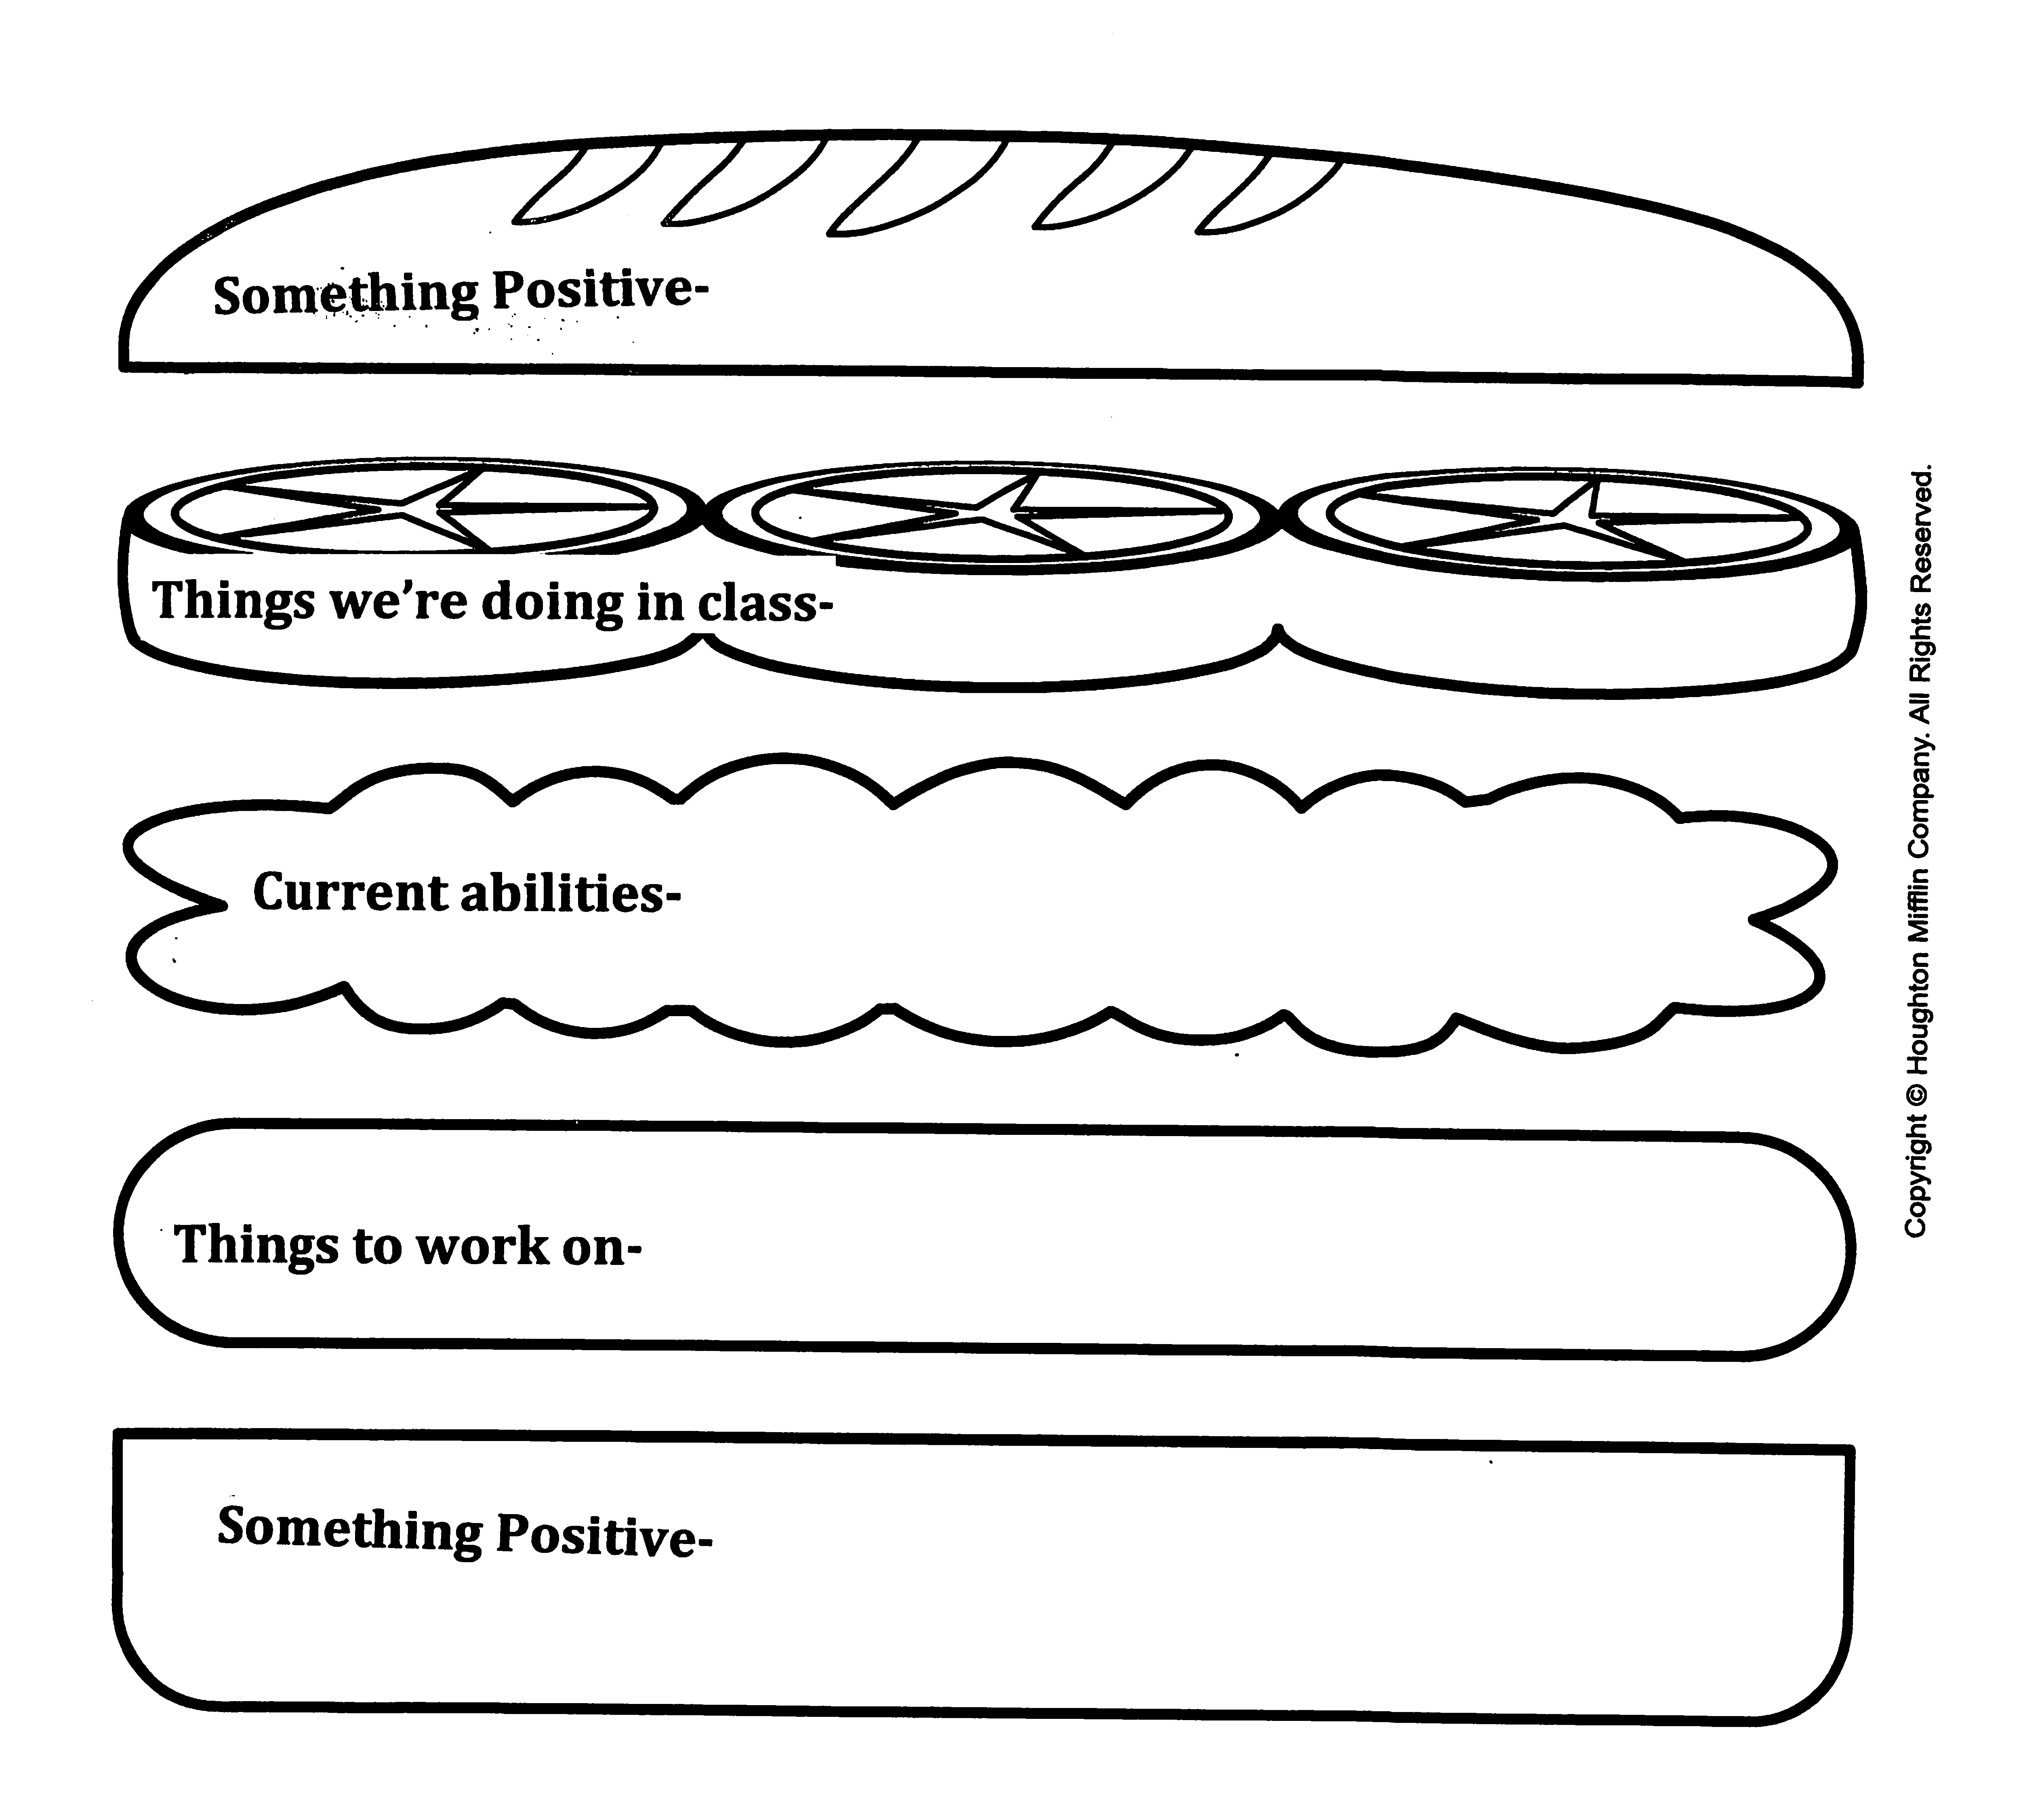 Something Positive-
Things we're doing in class-
Current abilities-
Things to work on-
Something Positive-
Copyright © Houghton Mifflin Company. All Rights Reserved.